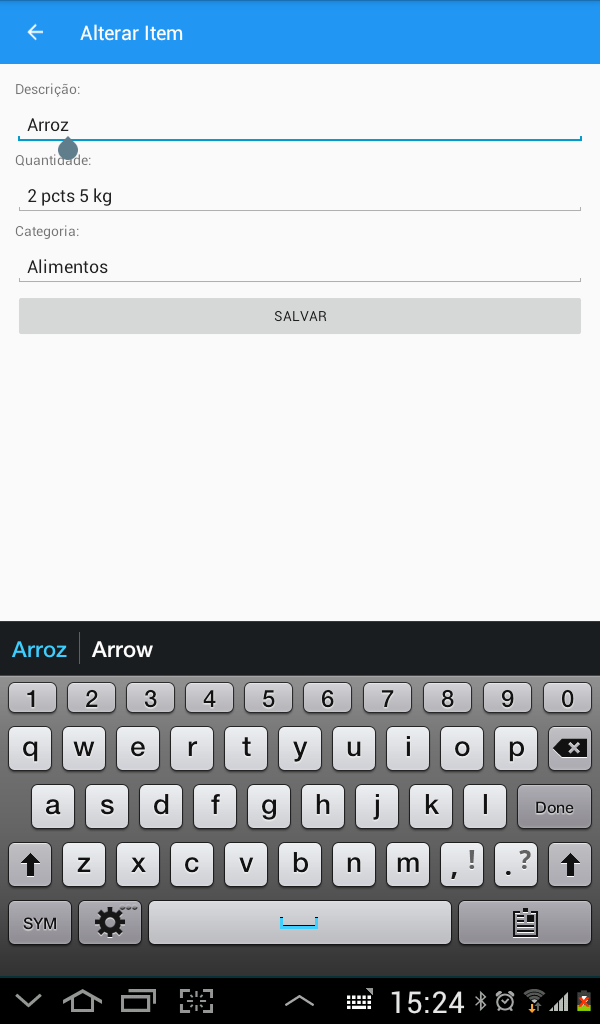 Alterar Item
Descrição:
Arroz
Quantidade:
2 pcts 5 kg
Categoria:
Alimentos
SALVAR
Arroz Arrow
1 2 3 4 5 6 7 8 9 0
q w e r t y u i o p
a s d f g h j k l Done
z x c v b n m , ! . ?
SYM
15:24